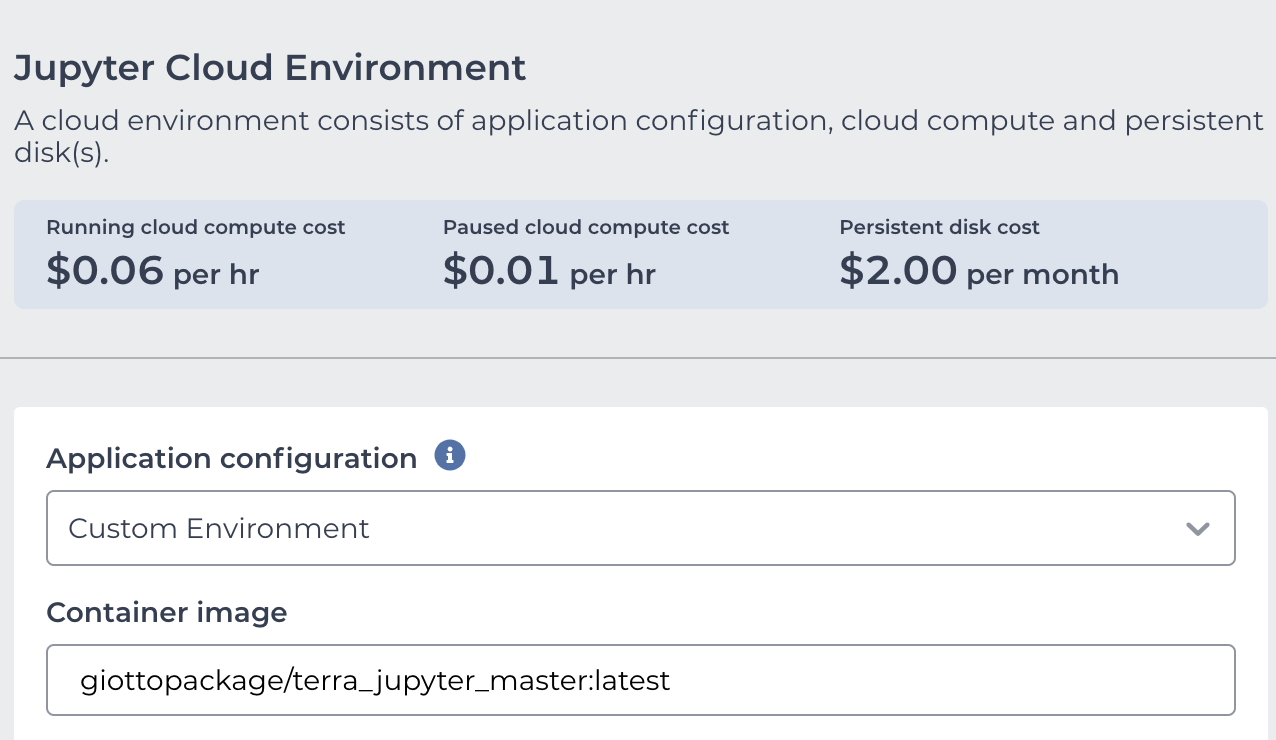 Jupyter Cloud Environment
A cloud environment consists of application configuration, cloud compute and persistent
disk(s).
Running cloud compute cost
$0.06 per hr
Paused cloud compute cost
$0.01 per hr
Persistent disk cost
$2.00 per month
Application configuration
Custom Environment
Container image
giottopackage/terra_jupyter_master:latest